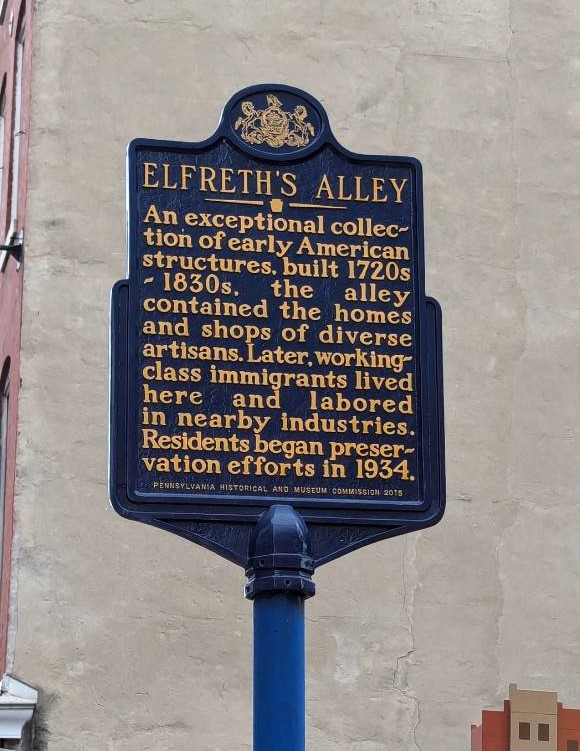 ELFRETH'S ALLEY
An exceptional collec-
tion of early American
structures, built 1720s
- 1830s, the alley
contained the homes
and shops of diverse
artisans. Later, working-
class immigrants lived
here and labored
in nearby industries.
Residents began preser-
vation efforts in 1934.
PENNSYLVANIA HISTORICAL AND MUSEUM COMMISSION 2015